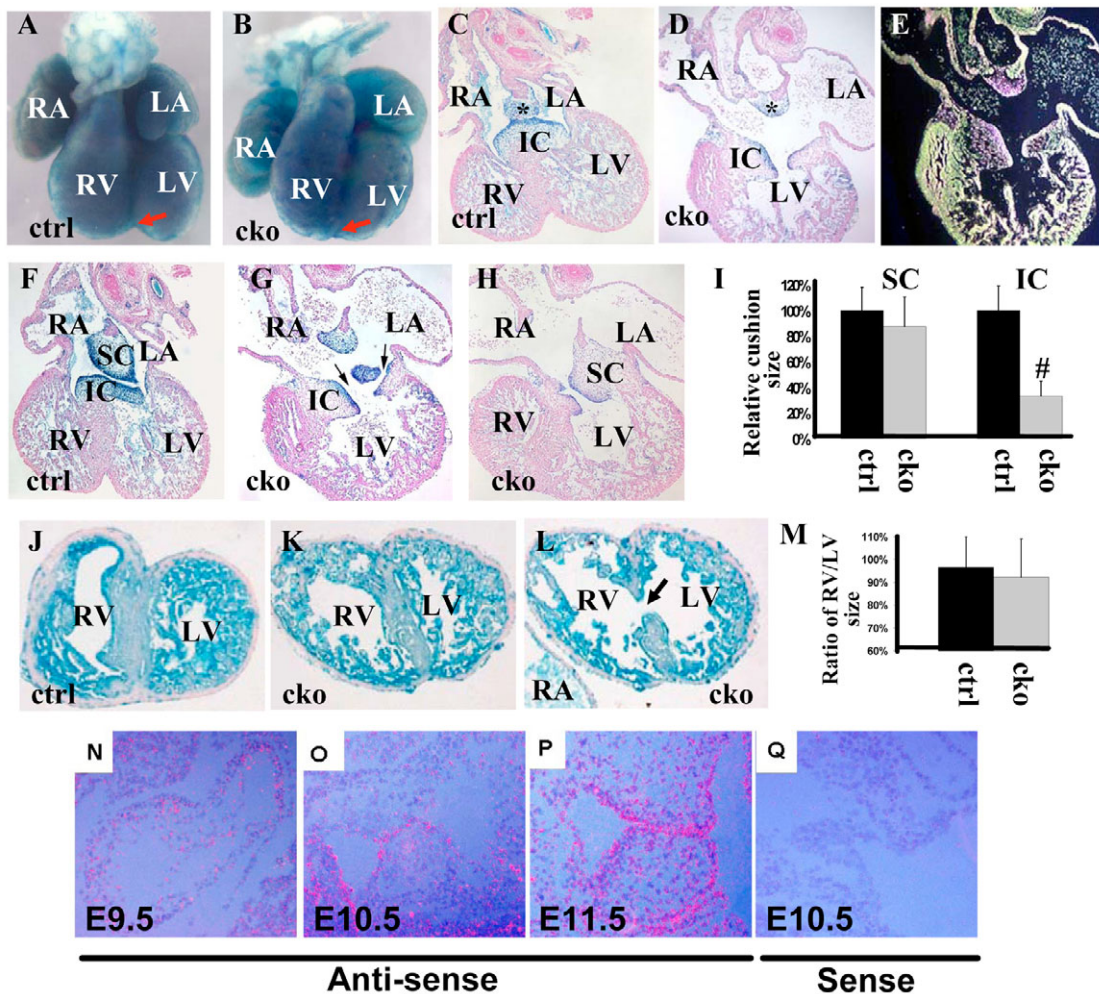 A
RA
LA
RV
LV
ctrl
B
RA
LA
RV
LV
cko
C
RA
LA
*
IC
LV
RV
ctrl
D
RA
LA
*
IC
LV
cko
E
F
RA
SC
LA
IC
RV
LV
ctrl
G
RA
LA
IC
LV
cko
H
RA
LA
SC
RV
LV
cko
I
SC
IC
Relative cushion
size
120%
100%
80%
60%
40%
20%
0%
#
ctrl
cko
ctrl
cko
J
RV
LV
ctrl
K
RV
LV
cko
L
RV
LV
RA
cko
M
Ratio of RV/LV
size
110%
100%
90%
80%
70%
60%
ctrl
cko
N
E9.5
O
E10.5
P
E11.5
Q
E10.5
Anti-sense
Sense